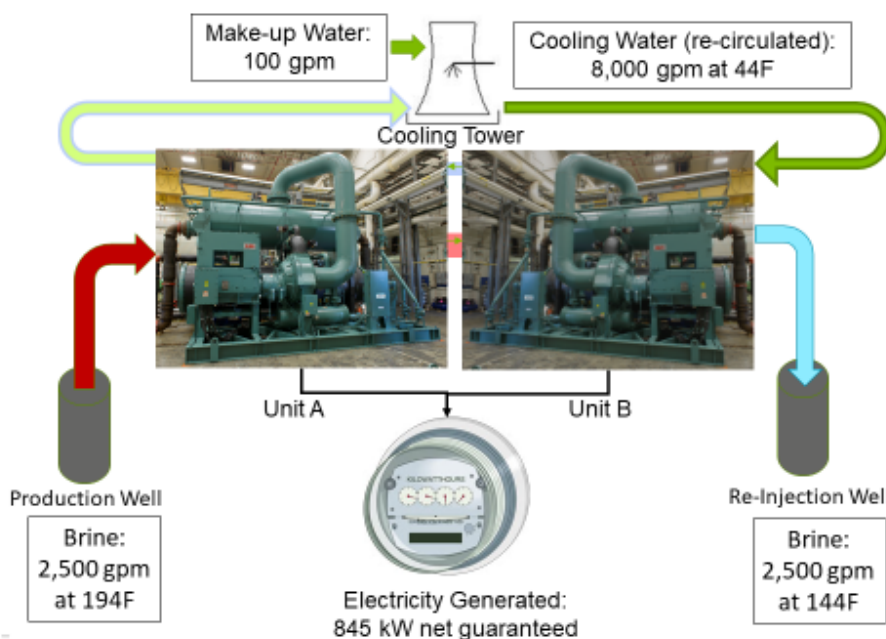 Make-up Water:
100 gpm
Cooling Water (re-circulated):
8,000 gpm at 44F
Cooling Tower
Unit A
Unit B
Production Well
Brine:
2,500 gpm
at 194F
KILOWATTHOURS
Re-Injection Well
Brine:
2,500 gpm
at 144F
Electricity Generated:
845 kW net guaranteed